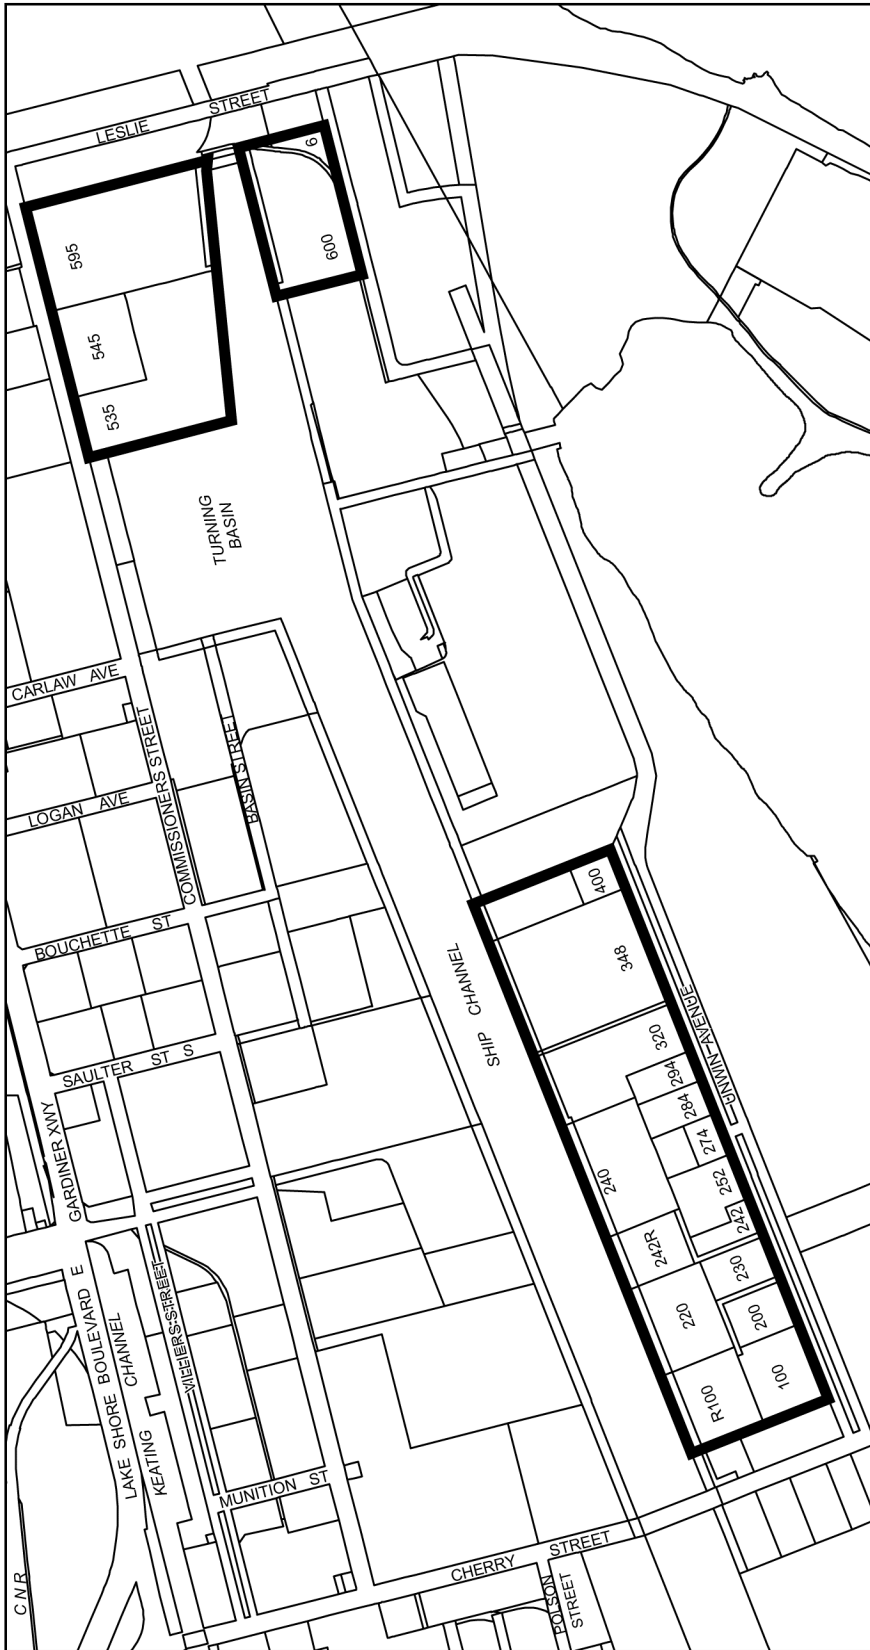 LESLIE STREET
595
545
535
6
600
TURNING
BASIN
CARLAW AVE
LOGAN AVE
COMMISSIONERS STREET
BASIN STREE
BOUCHETTE ST
SAULTER ST S
GARDINER XWY
LAKE SHORE BOULEVARD E
KEATING CHANNEL
VILLIERS STREET
MUNITION ST
CNR
CHERRY STREET
POLSON
STREET
SHIP CHANNEL
UNWIN AVENUE
400
348
320
294
284
274
252
242
240
242R
230
220
200
R100
100